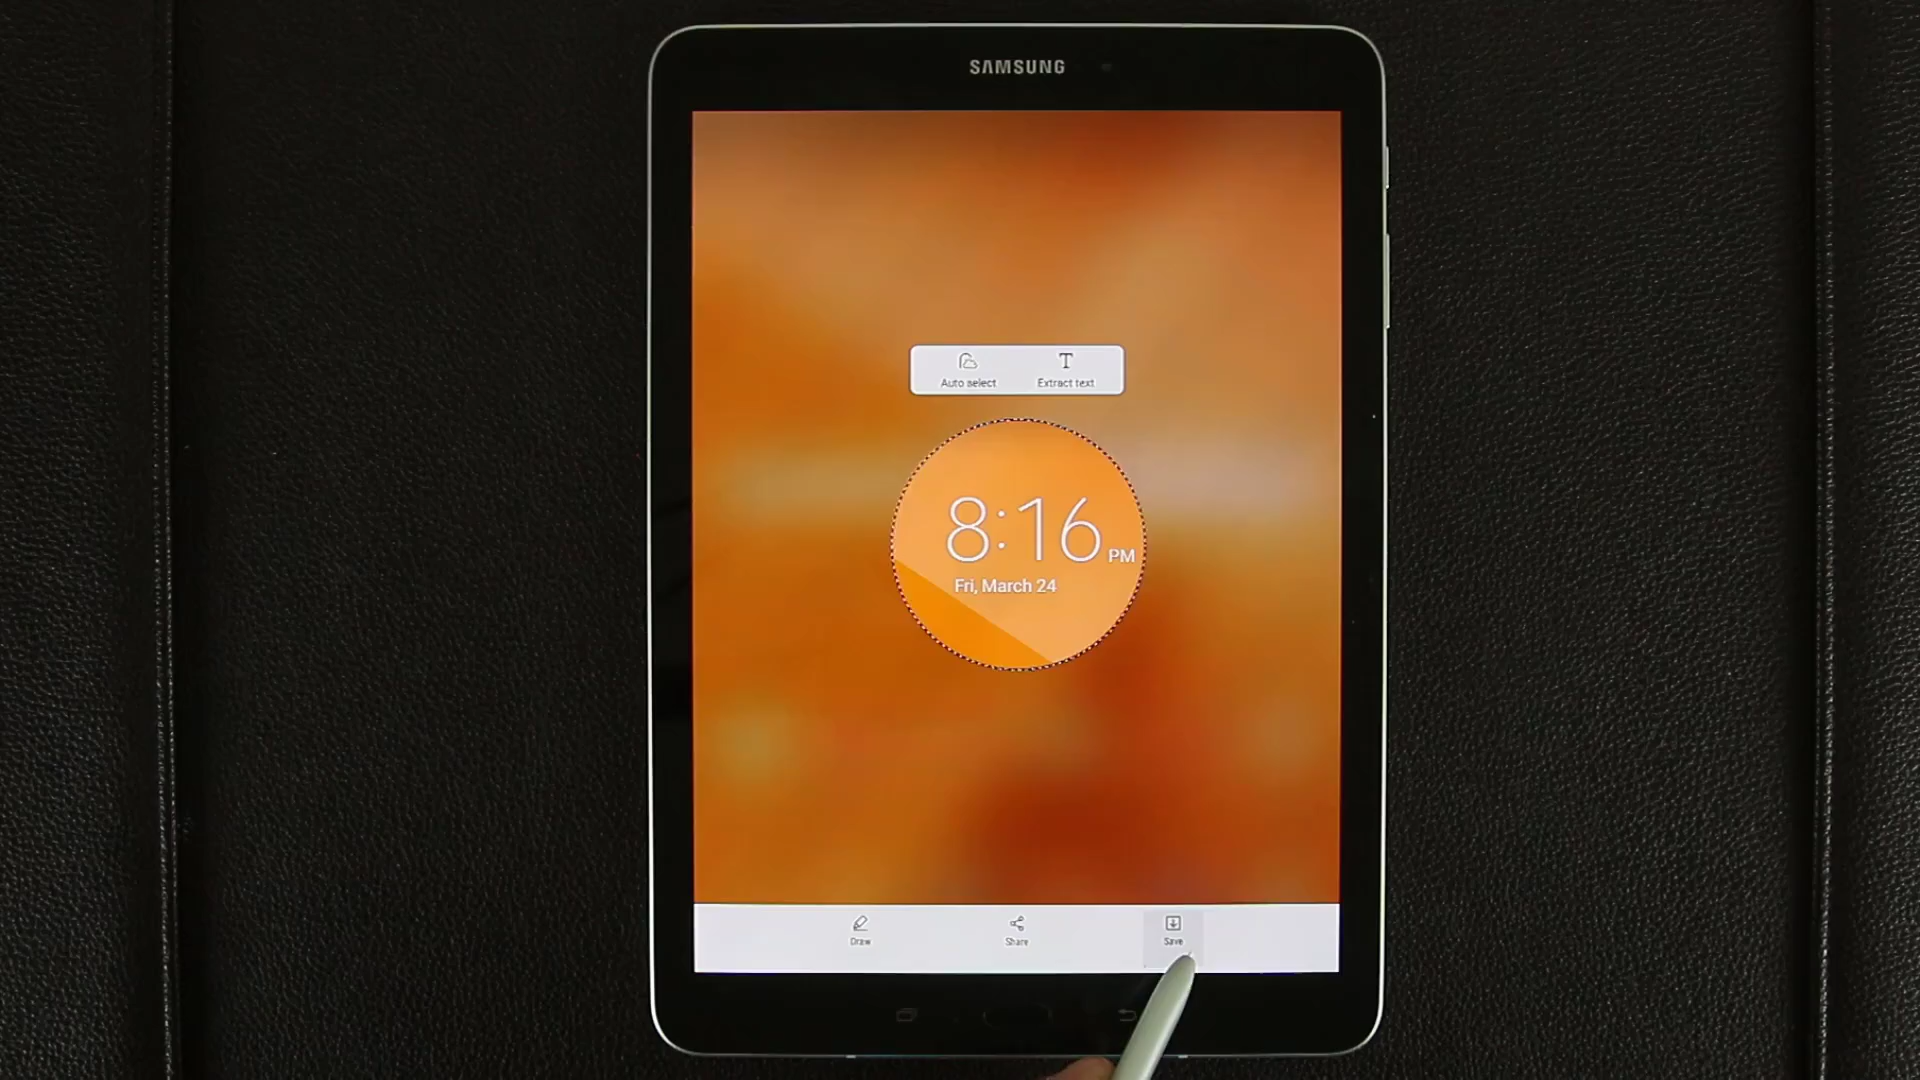 SAMSUNG
Auto select
Extract text
8:16 PM
Fri, March 24
Draw
Share
Save